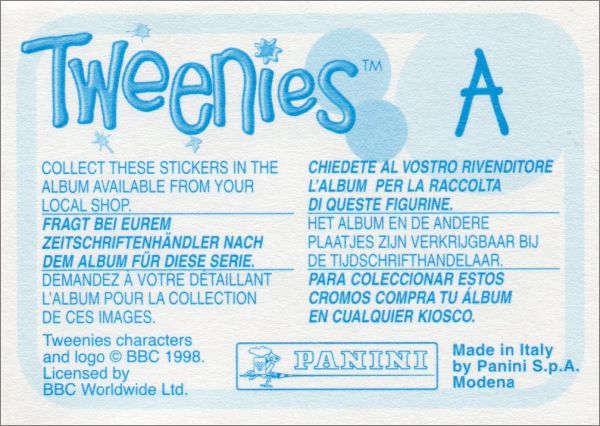 Tweenies™
A
COLLECT THESE STICKERS IN THE
ALBUM AVAILABLE FROM YOUR
LOCAL SHOP.
FRAGT BEI EUREM
ZEITSCHRIFTENHÄNDLER NACH
DEM ALBUM FÜR DIESE SERIE.
DEMANDEZ À VOTRE DÉTAILLANT
L'ALBUM POUR LA COLLECTION
DE CES IMAGES.
CHIEDETE AL VOSTRO RIVENDITORE
L'ALBUM PER LA RACCOLTA
DI QUESTE FIGURINE.
HET ALBUM EN DE ANDERE
PLAATJES ZIJN VERKRIJGBAAR BIJ
DE TIJDSCHRIFTHANDELAAR.
PARA COLECCIONAR ESTOS
CROMOS COMPRA TU ÁLBUM
EN CUALQUIER KIOSCO.
Tweenies characters
and logo © BBC 1998.
Licensed by
BBC Worldwide Ltd.
PANINI
Made in Italy
by Panini S.p.A.
Modena